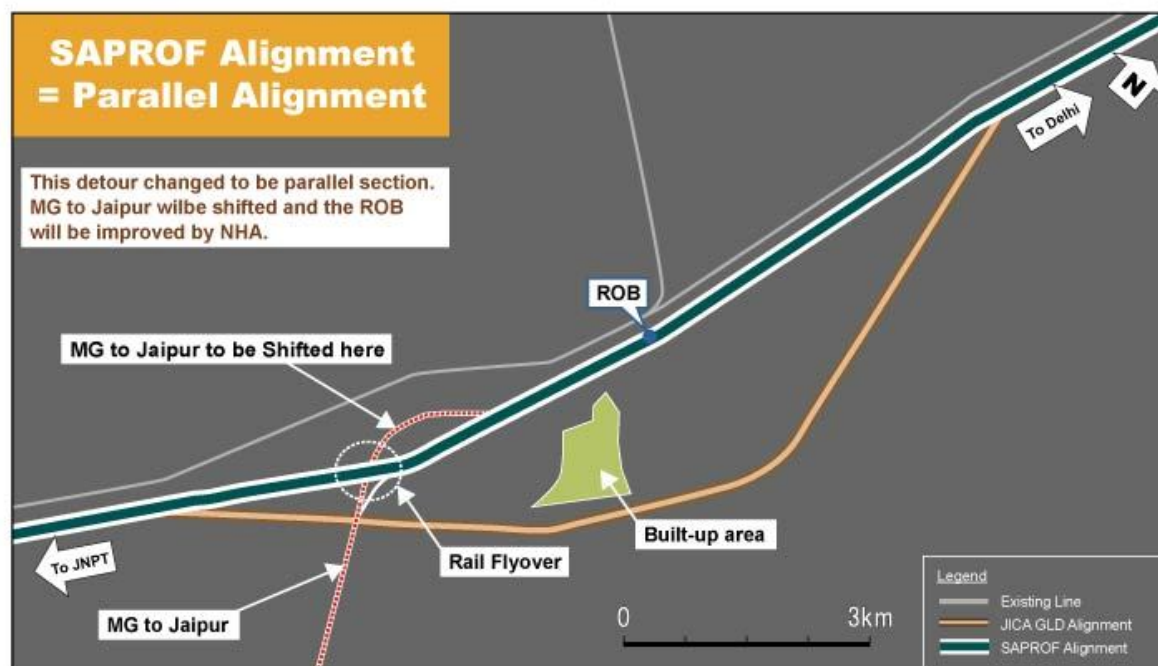 SAPROF Alignment
= Parallel Alignment
This detour changed to be parallel section.
MG to Jaipur wilbe shifted and the ROB
will be improved by NHA.
N
To Delhi
ROB
MG to Jaipur to be Shifted here
Built-up area
Rail Flyover
To JNPT
MG to Jaipur
0 3km
Legend
Existing Line
JICA GLD Alignment
SAPROF Alignment